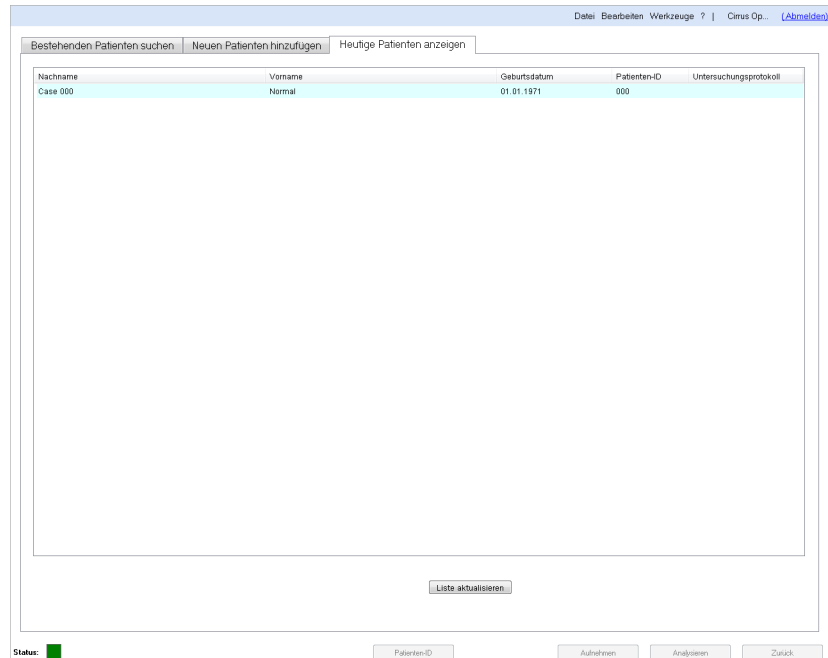 Datei Bearbeiten Werkzeuge ? | Cirrus Op... (Abmelden)
Bestehenden Patienten suchen Neuen Patienten hinzufügen Heutige Patienten anzeigen
Nachname Vorname Geburtsdatum Patienten-ID Untersuchungsprotokoll
Case 000 Normal 01.01.1971 000
Liste aktualisieren
Status: Patienten-ID Aufnehmen Analysieren Zurück